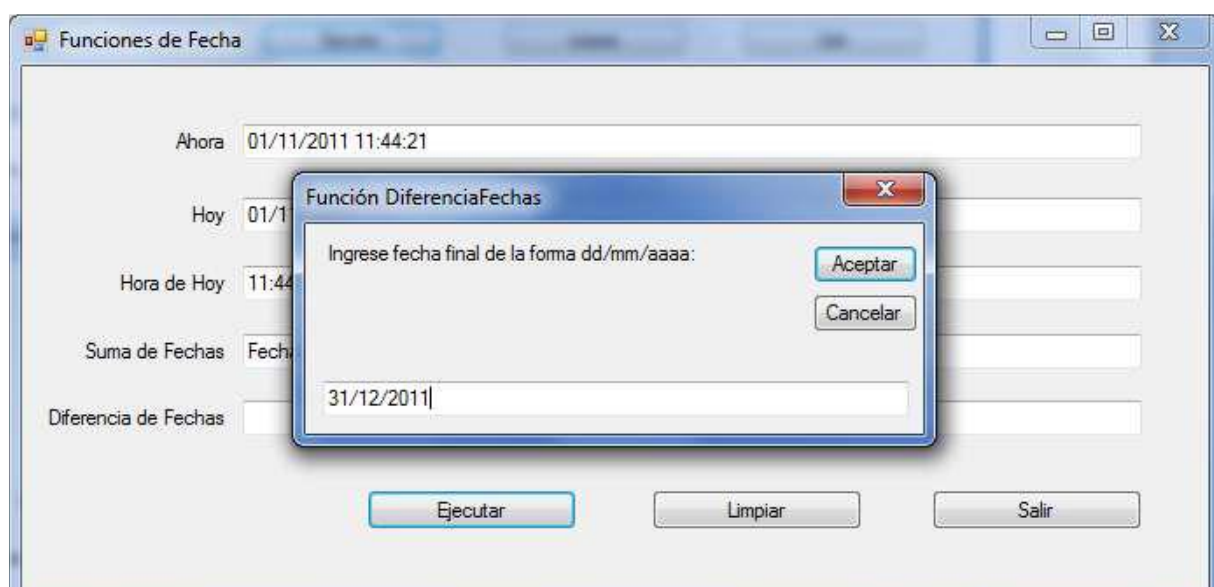 Funciones de Fecha
Ahora 01/11/2011 11:44:21
Función DiferenciaFechas
Hoy 01/11
Ingrese fecha final de la forma dd/mm/aaaa:
Aceptar
Hora de Hoy 11:44
Cancelar
Suma de Fechas Fecha
31/12/2011
Diferencia de Fechas
Ejecutar Limpiar Salir